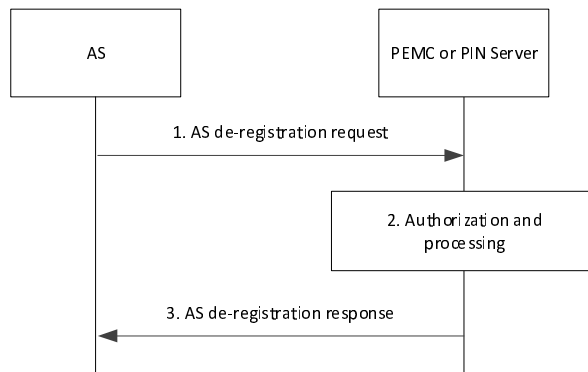 AS
PEMC or PIN Server
1. AS de-registration request
2. Authorization and
processing
3. AS de-registration response